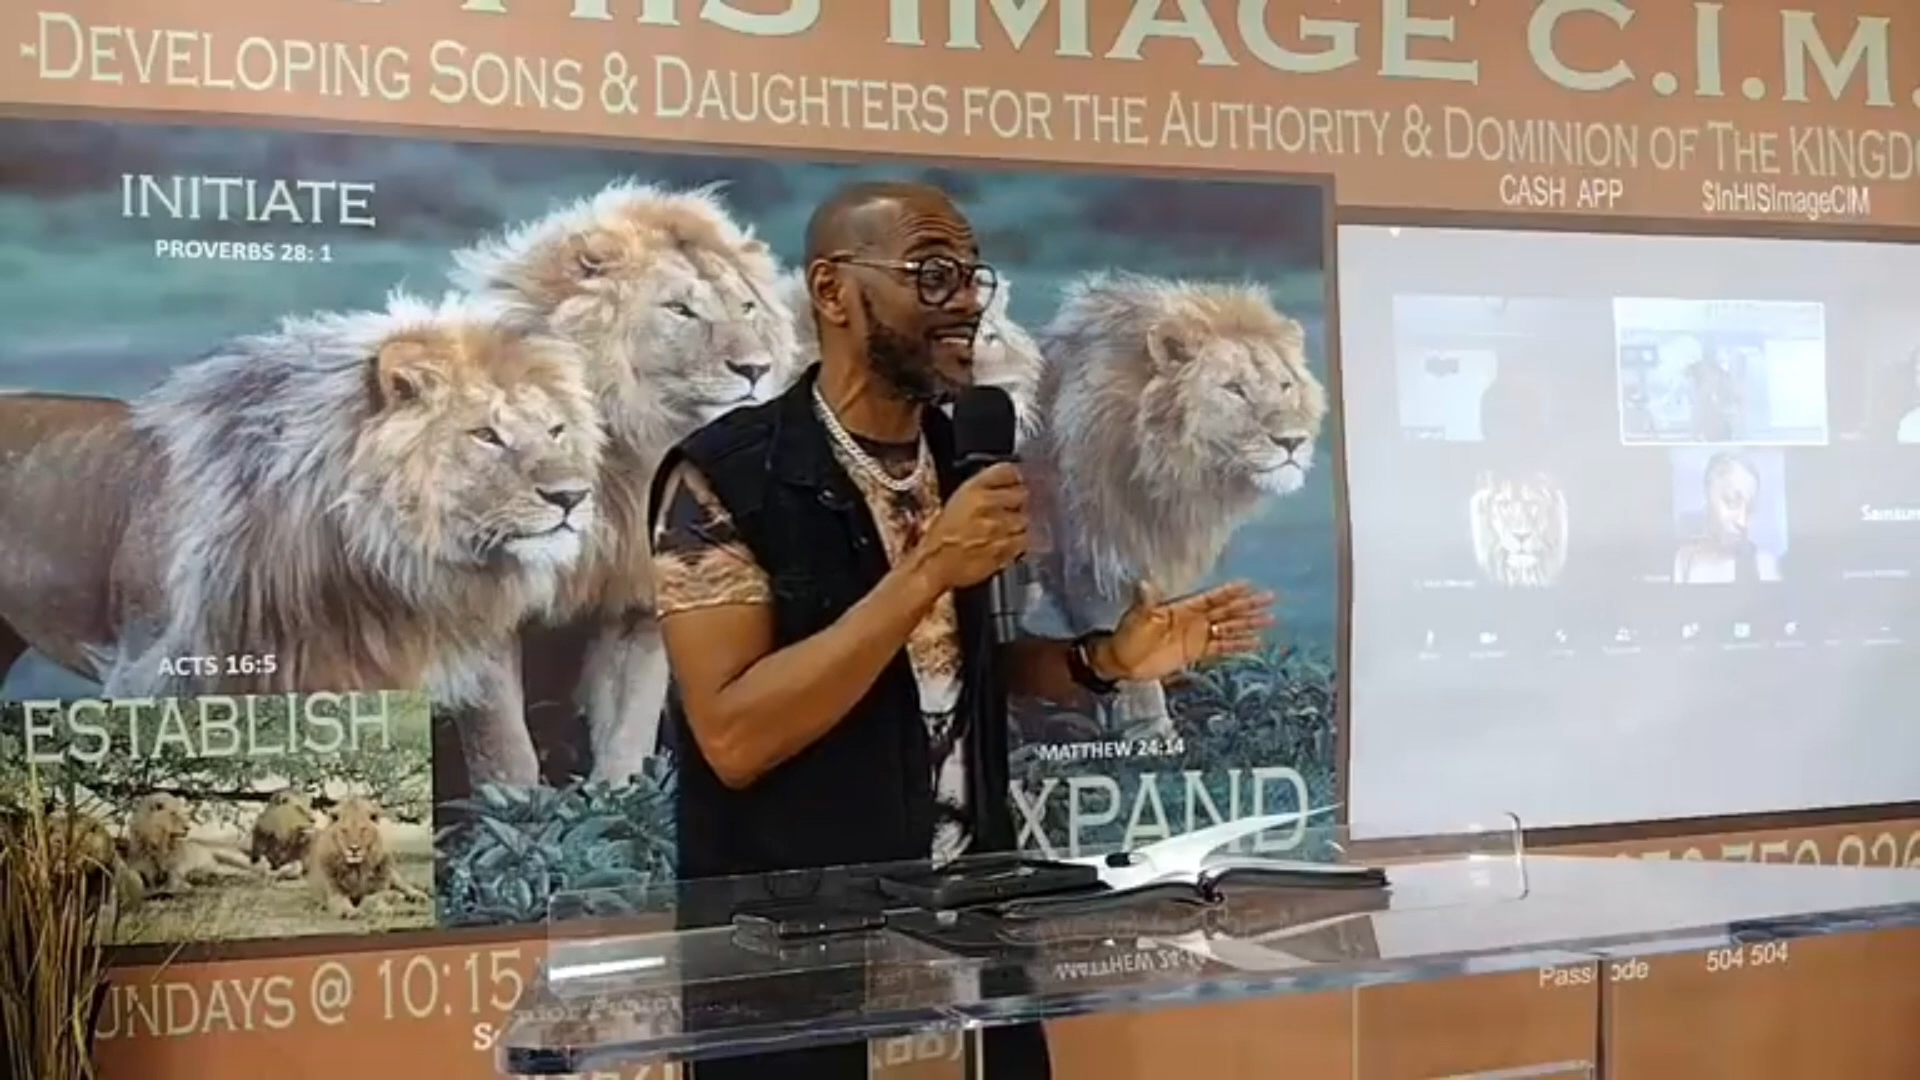 HIS IMAGE C.I.M.
-DEVELOPING SONS & DAUGHTERS FOR THE AUTHORITY & DOMINION OF THE KINGD
CASH APP $InHISImageCIM
INITIATE
PROVERBS 28: 1
ACTS 16:5
ESTABLISH
MATTHEW 24:14
XPAND
UNDAYS @ 10:15
504 504